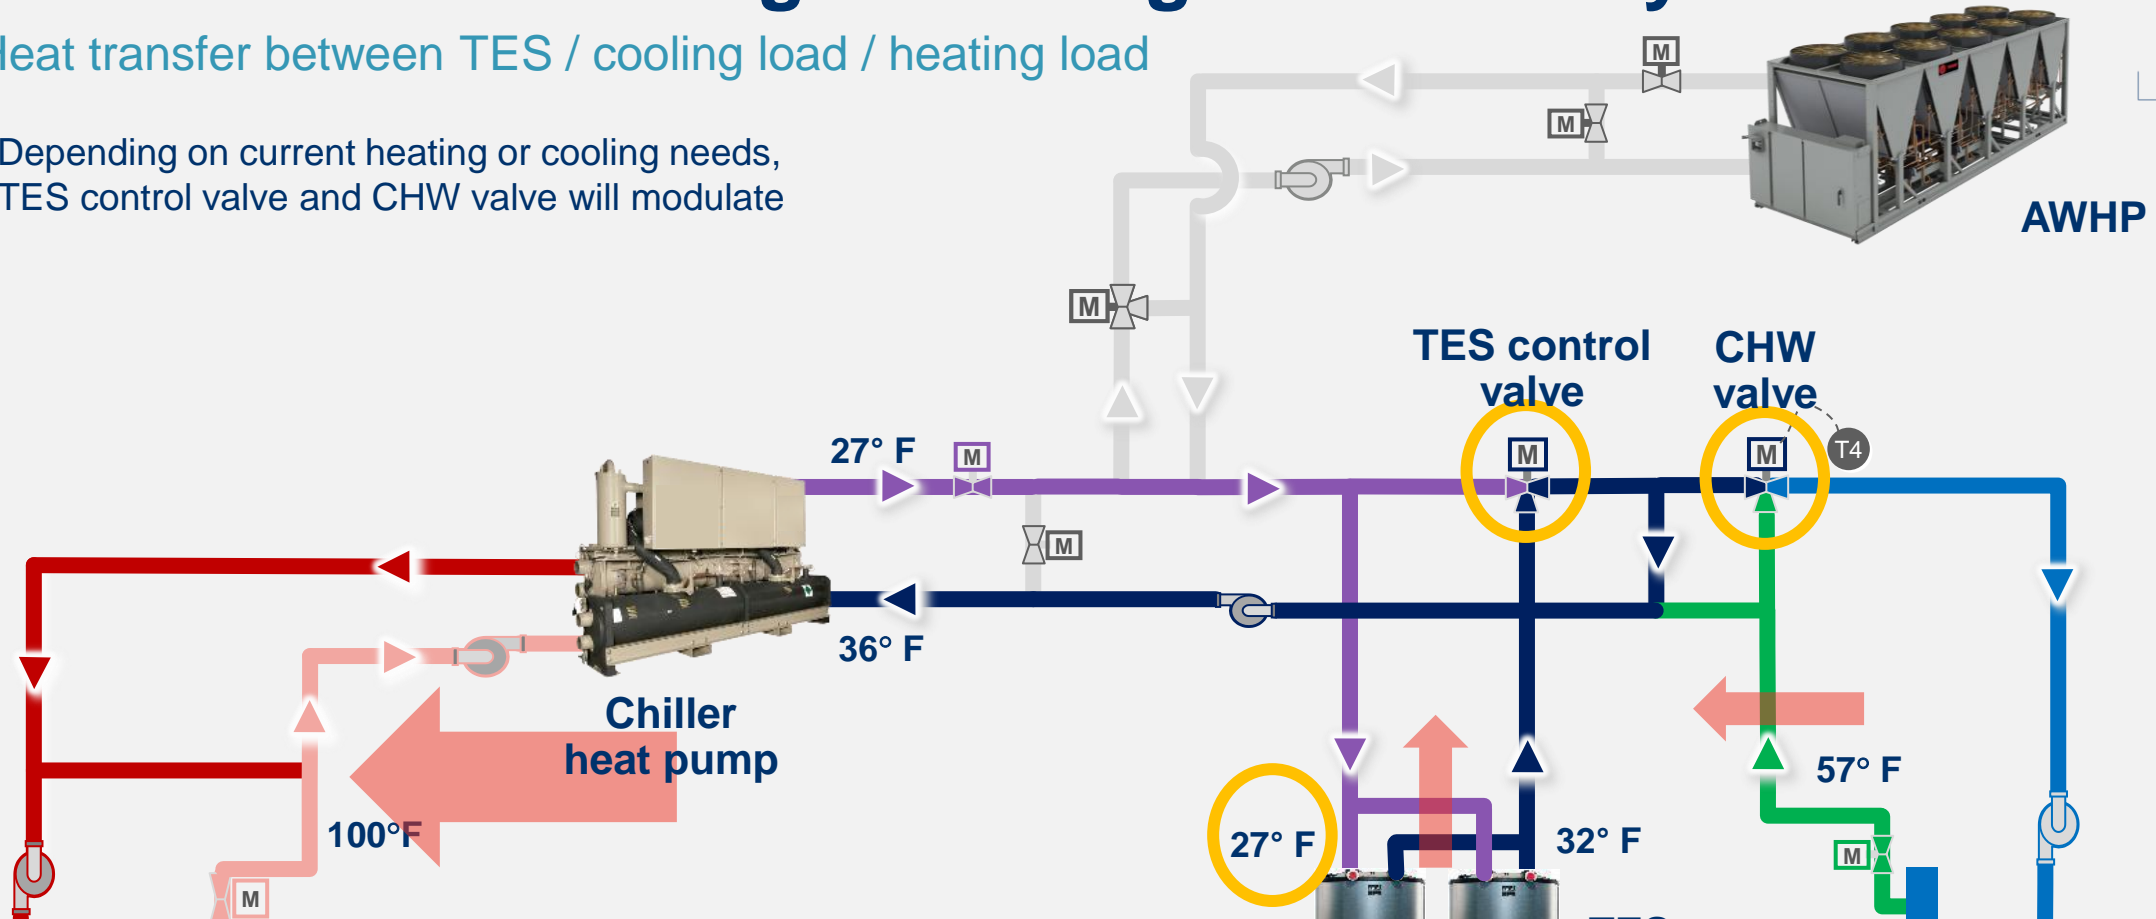 Heat transfer between TES / cooling load / heating load
Depending on current heating or cooling needs,
TES control valve and CHW valve will modulate
M
M
AWHP
M
TES control
valve
CHW
valve
27° F
M
M
M
T4
M
36° F
Chiller
heat pump
57° F
100°F
27° F
32° F
M
M